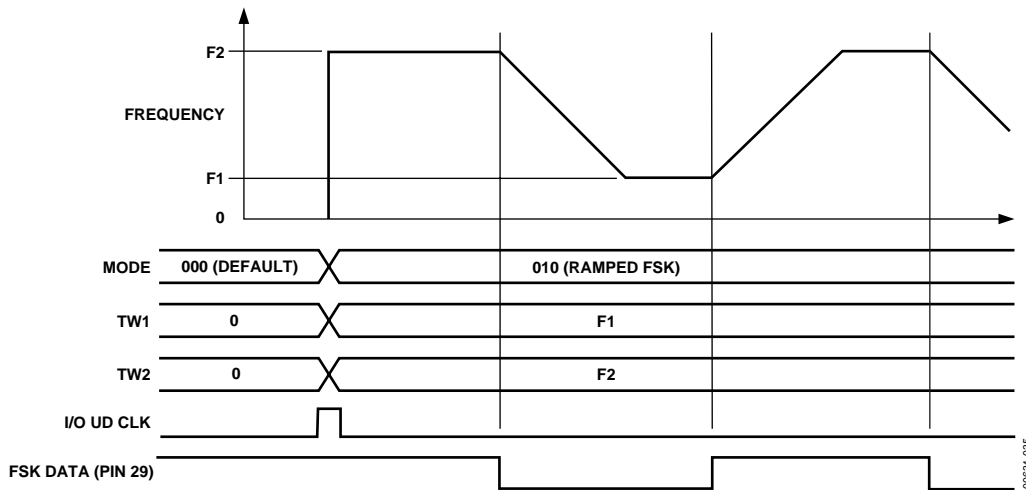 F2
FREQUENCY
F1
0
MODE 000 (DEFAULT) 010 (RAMPED FSK)
TW1 0 F1
TW2 0 F2
I/O UD CLK
FSK DATA (PIN 29)